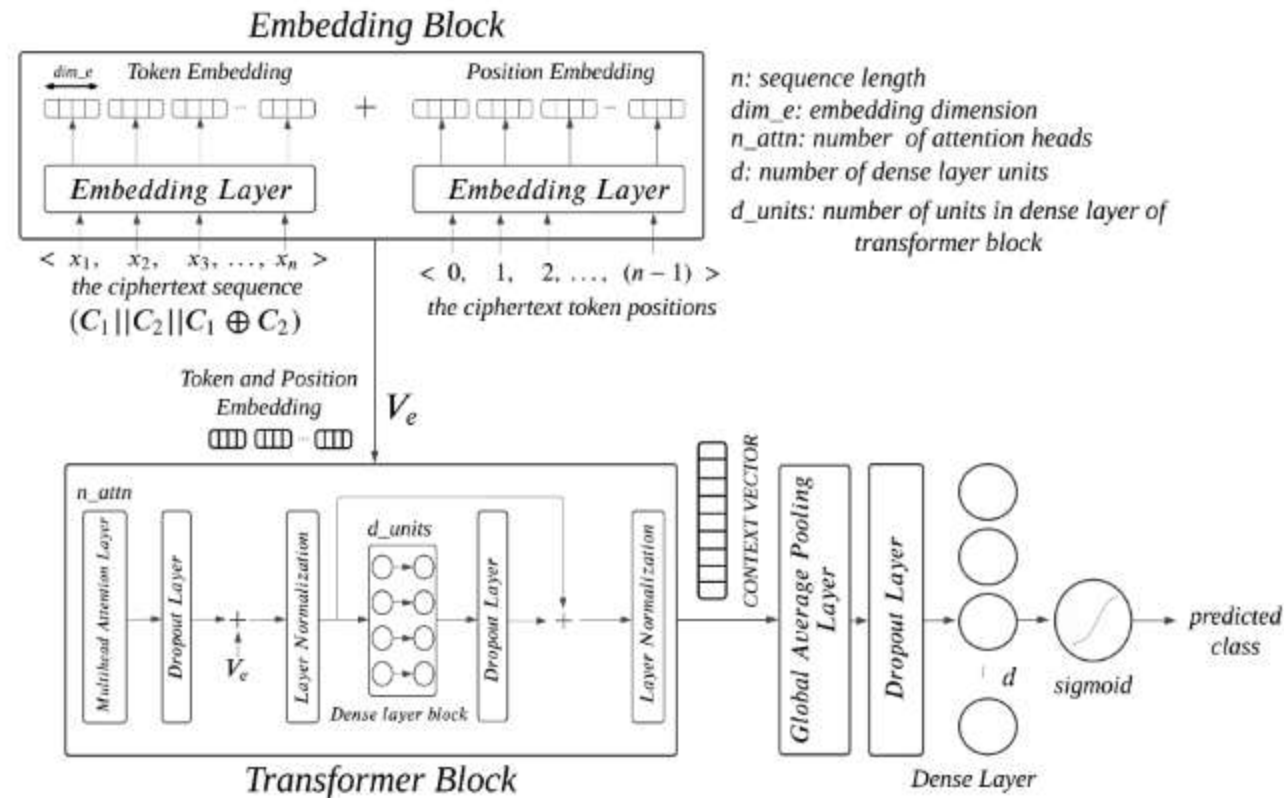 Embedding Block
dim_e
Token Embedding
+
Position Embedding
Embedding Layer
Embedding Layer
< x₁, x₂, x₃, ..., xₙ >
the ciphertext sequence
(C₁||C₂||C₁ ⊕ C₂)
< 0, 1, 2, ..., (n − 1) >
the ciphertext token positions
n: sequence length
dim_e: embedding dimension
n_attn: number of attention heads
d: number of dense layer units
d_units: number of units in dense layer of
transformer block
Token and Position
Embedding
Vₑ
n_attn
Multihead Attention Layer
Dropout Layer
+
Vₑ
Layer Normalization
d_units
Dense layer block
Dropout Layer
+
Layer Normalization
Transformer Block
CONTEXT VECTOR
Global Average Pooling
Layer
Dropout Layer
d
Dense Layer
sigmoid
predicted
class